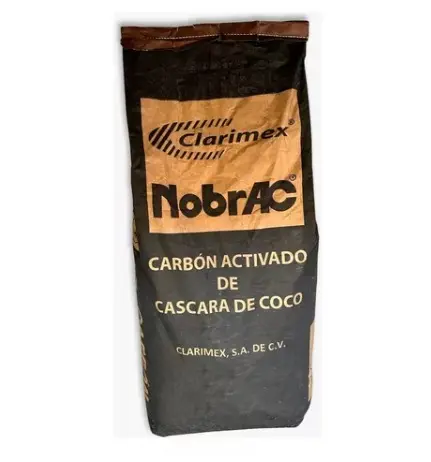 Clarimex®
NobrAC®
CARBÓN ACTIVADO
DE
CASCARA DE COCO
CLARIMEX, S.A. DE C.V.